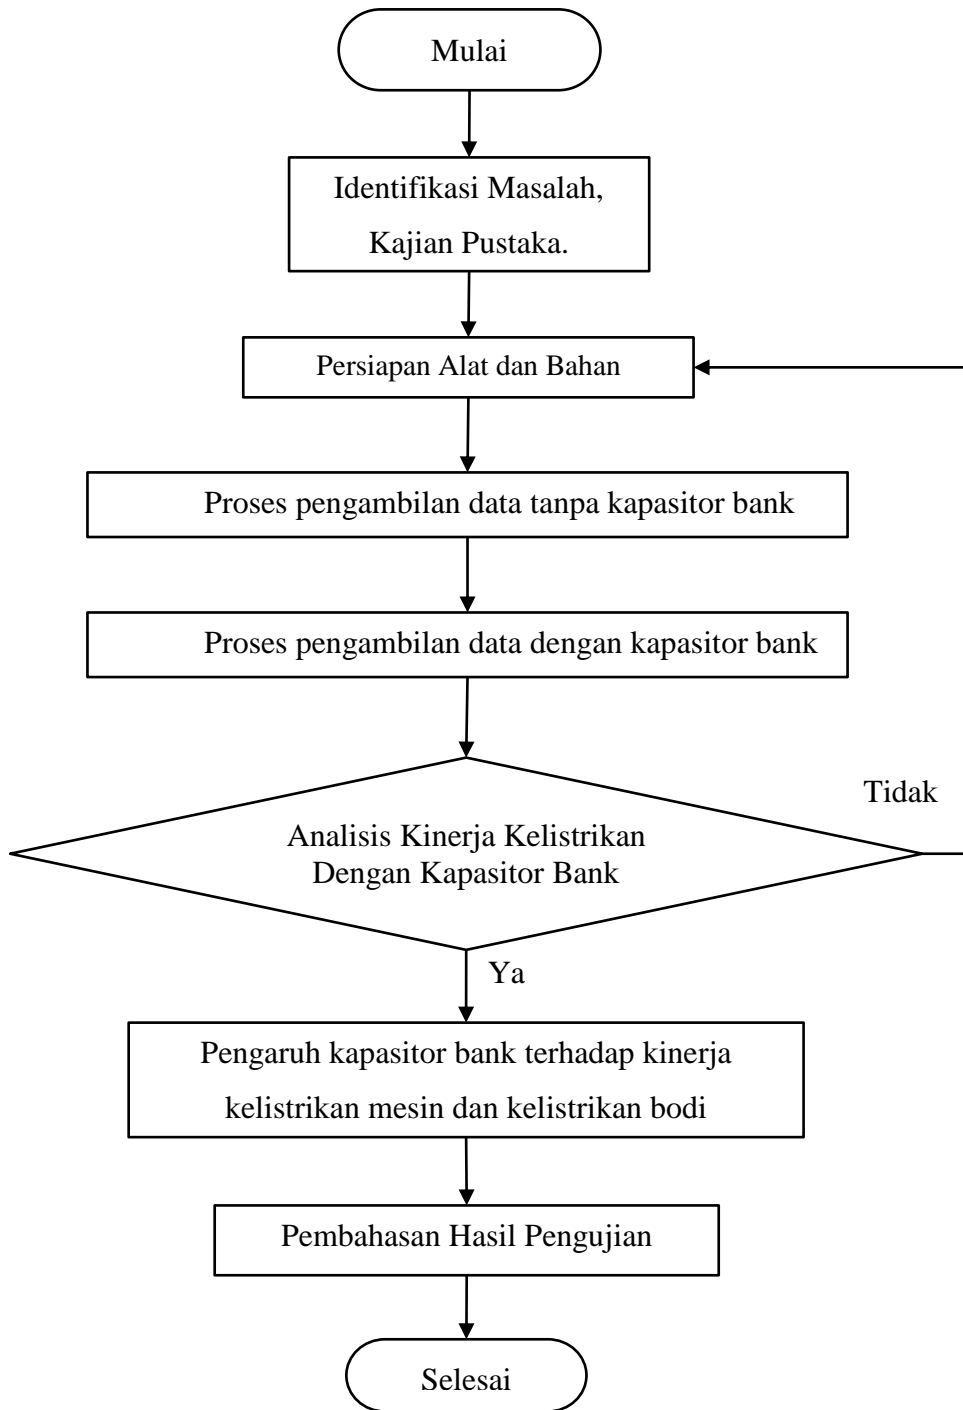 Mulai
Identifikasi Masalah,
Kajian Pustaka.
Persiapan Alat dan Bahan
Proses pengambilan data tanpa kapasitor bank
Proses pengambilan data dengan kapasitor bank
Tidak
Analisis Kinerja Kelistrikan
Dengan Kapasitor Bank
Ya
Pengaruh kapasitor bank terhadap kinerja
kelistrikan mesin dan kelistrikan bodi
Pembahasan Hasil Pengujian
Selesai